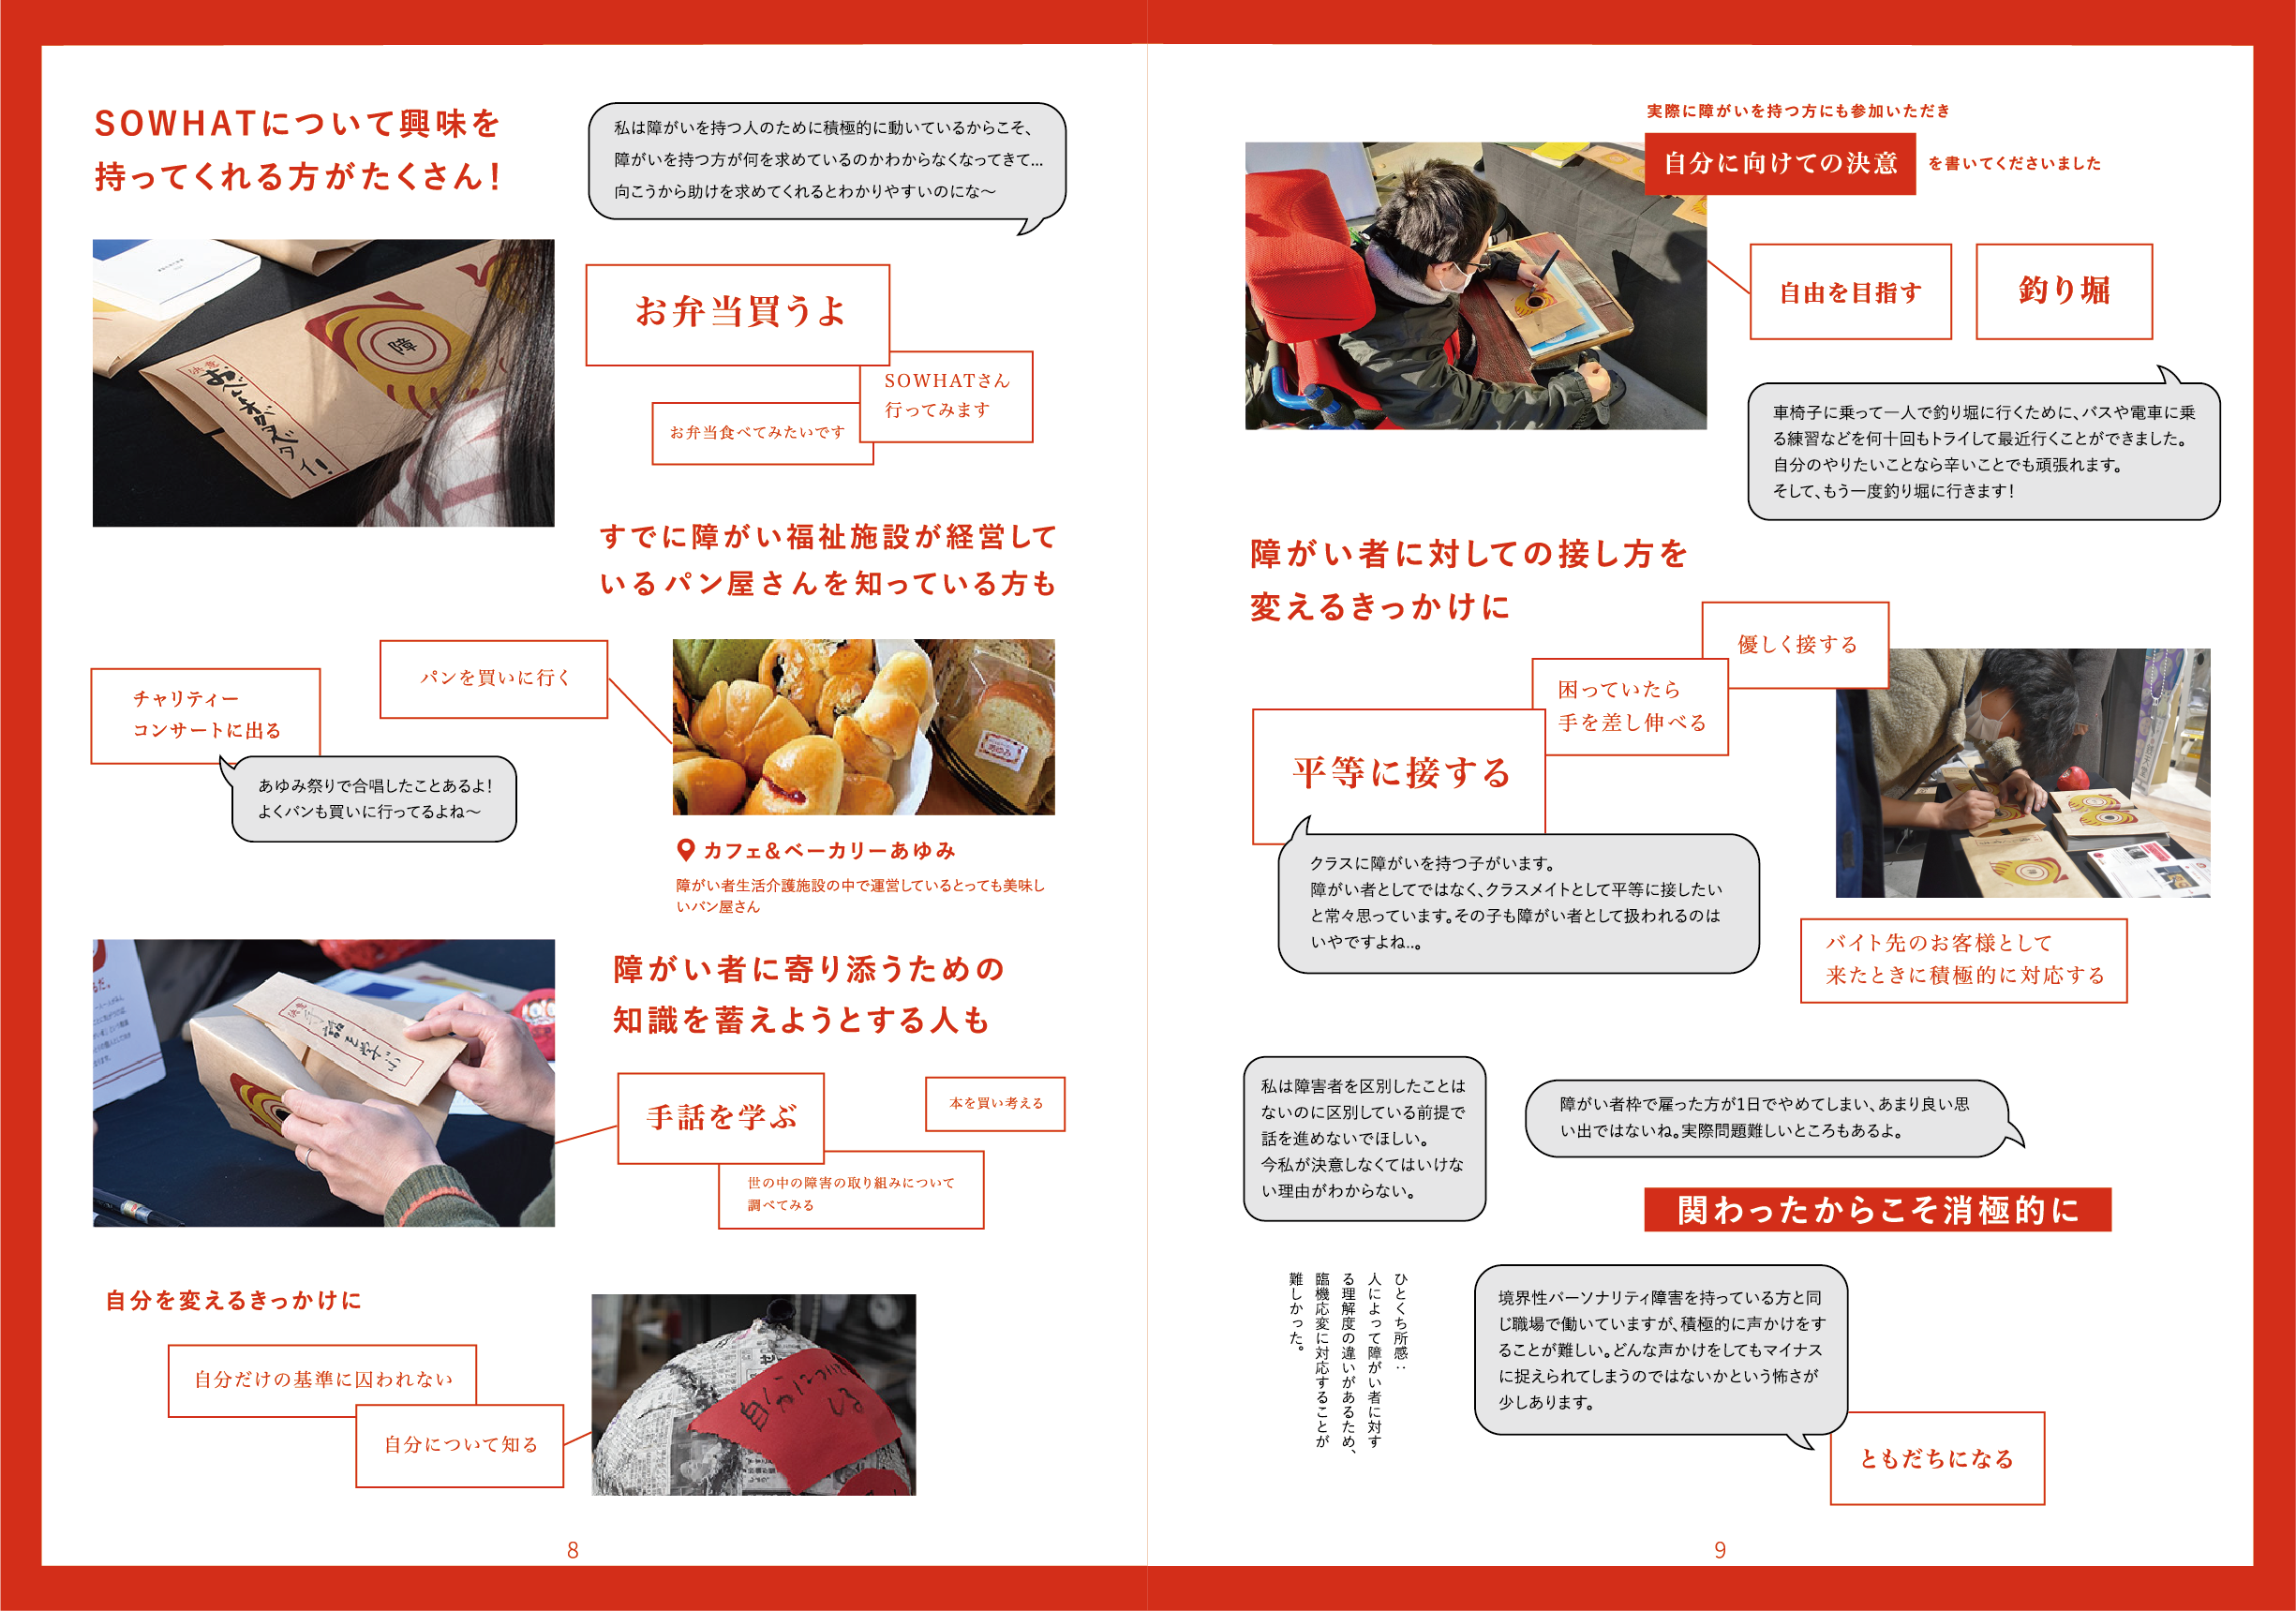 SOWHATについて興味を
持ってくれる方がたくさん！
私は障がいを持つ人のために積極的に動いているからこそ、
障がいを持つ方が何を求めているのかわからなくなってきて…
向こうから助けを求めてくれるとわかりやすいのにな〜
障
お弁当買うよ
SOWHATさん
行ってみます
お弁当食べてみたいです
すでに障がい福祉施設が経営して
いるパン屋さんを知っている方も
チャリティー
コンサートに出る
パンを買いに行く
あゆみ祭りで合唱したことあるよ！
よくパンも買いに行ってるよね〜
あゆみ
カフェ＆ベーカリーあゆみ
障がい者生活介護施設の中で運営しているとっても美味し
いパン屋さん
障がい者に寄り添うための
知識を蓄えようとする人も
手話を学ぶ
手話を学ぶ
本を買い考える
世の中の障害の取り組みについて
調べてみる
自分を変えるきっかけに
自分だけの基準に囚われない
自分について知る
8
実際に障がいを持つ方にも参加いただき
自分に向けての決意
を書いてくださいました
自由を目指す
釣り堀
車椅子に乗って一人で釣り堀に行くために、バスや電車に乗
る練習などを何十回もトライして最近行くことができました。
自分のやりたいことなら辛いことでも頑張れます。
そして、もう一度釣り堀に行きます！
障がい者に対しての接し方を
変えるきっかけに
優しく接する
困っていたら
手を差し伸べる
平等に接する
クラスに障がいを持つ子がいます。
障がい者としてではなく、クラスメイトとして平等に接したい
と常々思っています。その子も障がい者として扱われるのは
いやですよね..。
バイト先のお客様として
来たときに積極的に対応する
私は障害者を区別したことは
ないのに区別している前提で
話を進めないでほしい。
今私が決意しなくてはいけな
い理由がわからない。
障がい者枠で雇った方が1日でやめてしまい、あまり良い思
い出ではないね。実際問題難しいところもあるよ。
関わったからこそ消極的に
ひとくち所感：
人によって障がい者に対す
る理解度の違いがあるため、
臨機応変に対応することが
難しかった。
境界性パーソナリティ障害を持っている方と同
じ職場で働いていますが、積極的に声かけをす
ることが難しい。どんな声かけをしてもマイナス
に捉えられてしまうのではないかという怖さが
少しあります。
ともだちになる
9